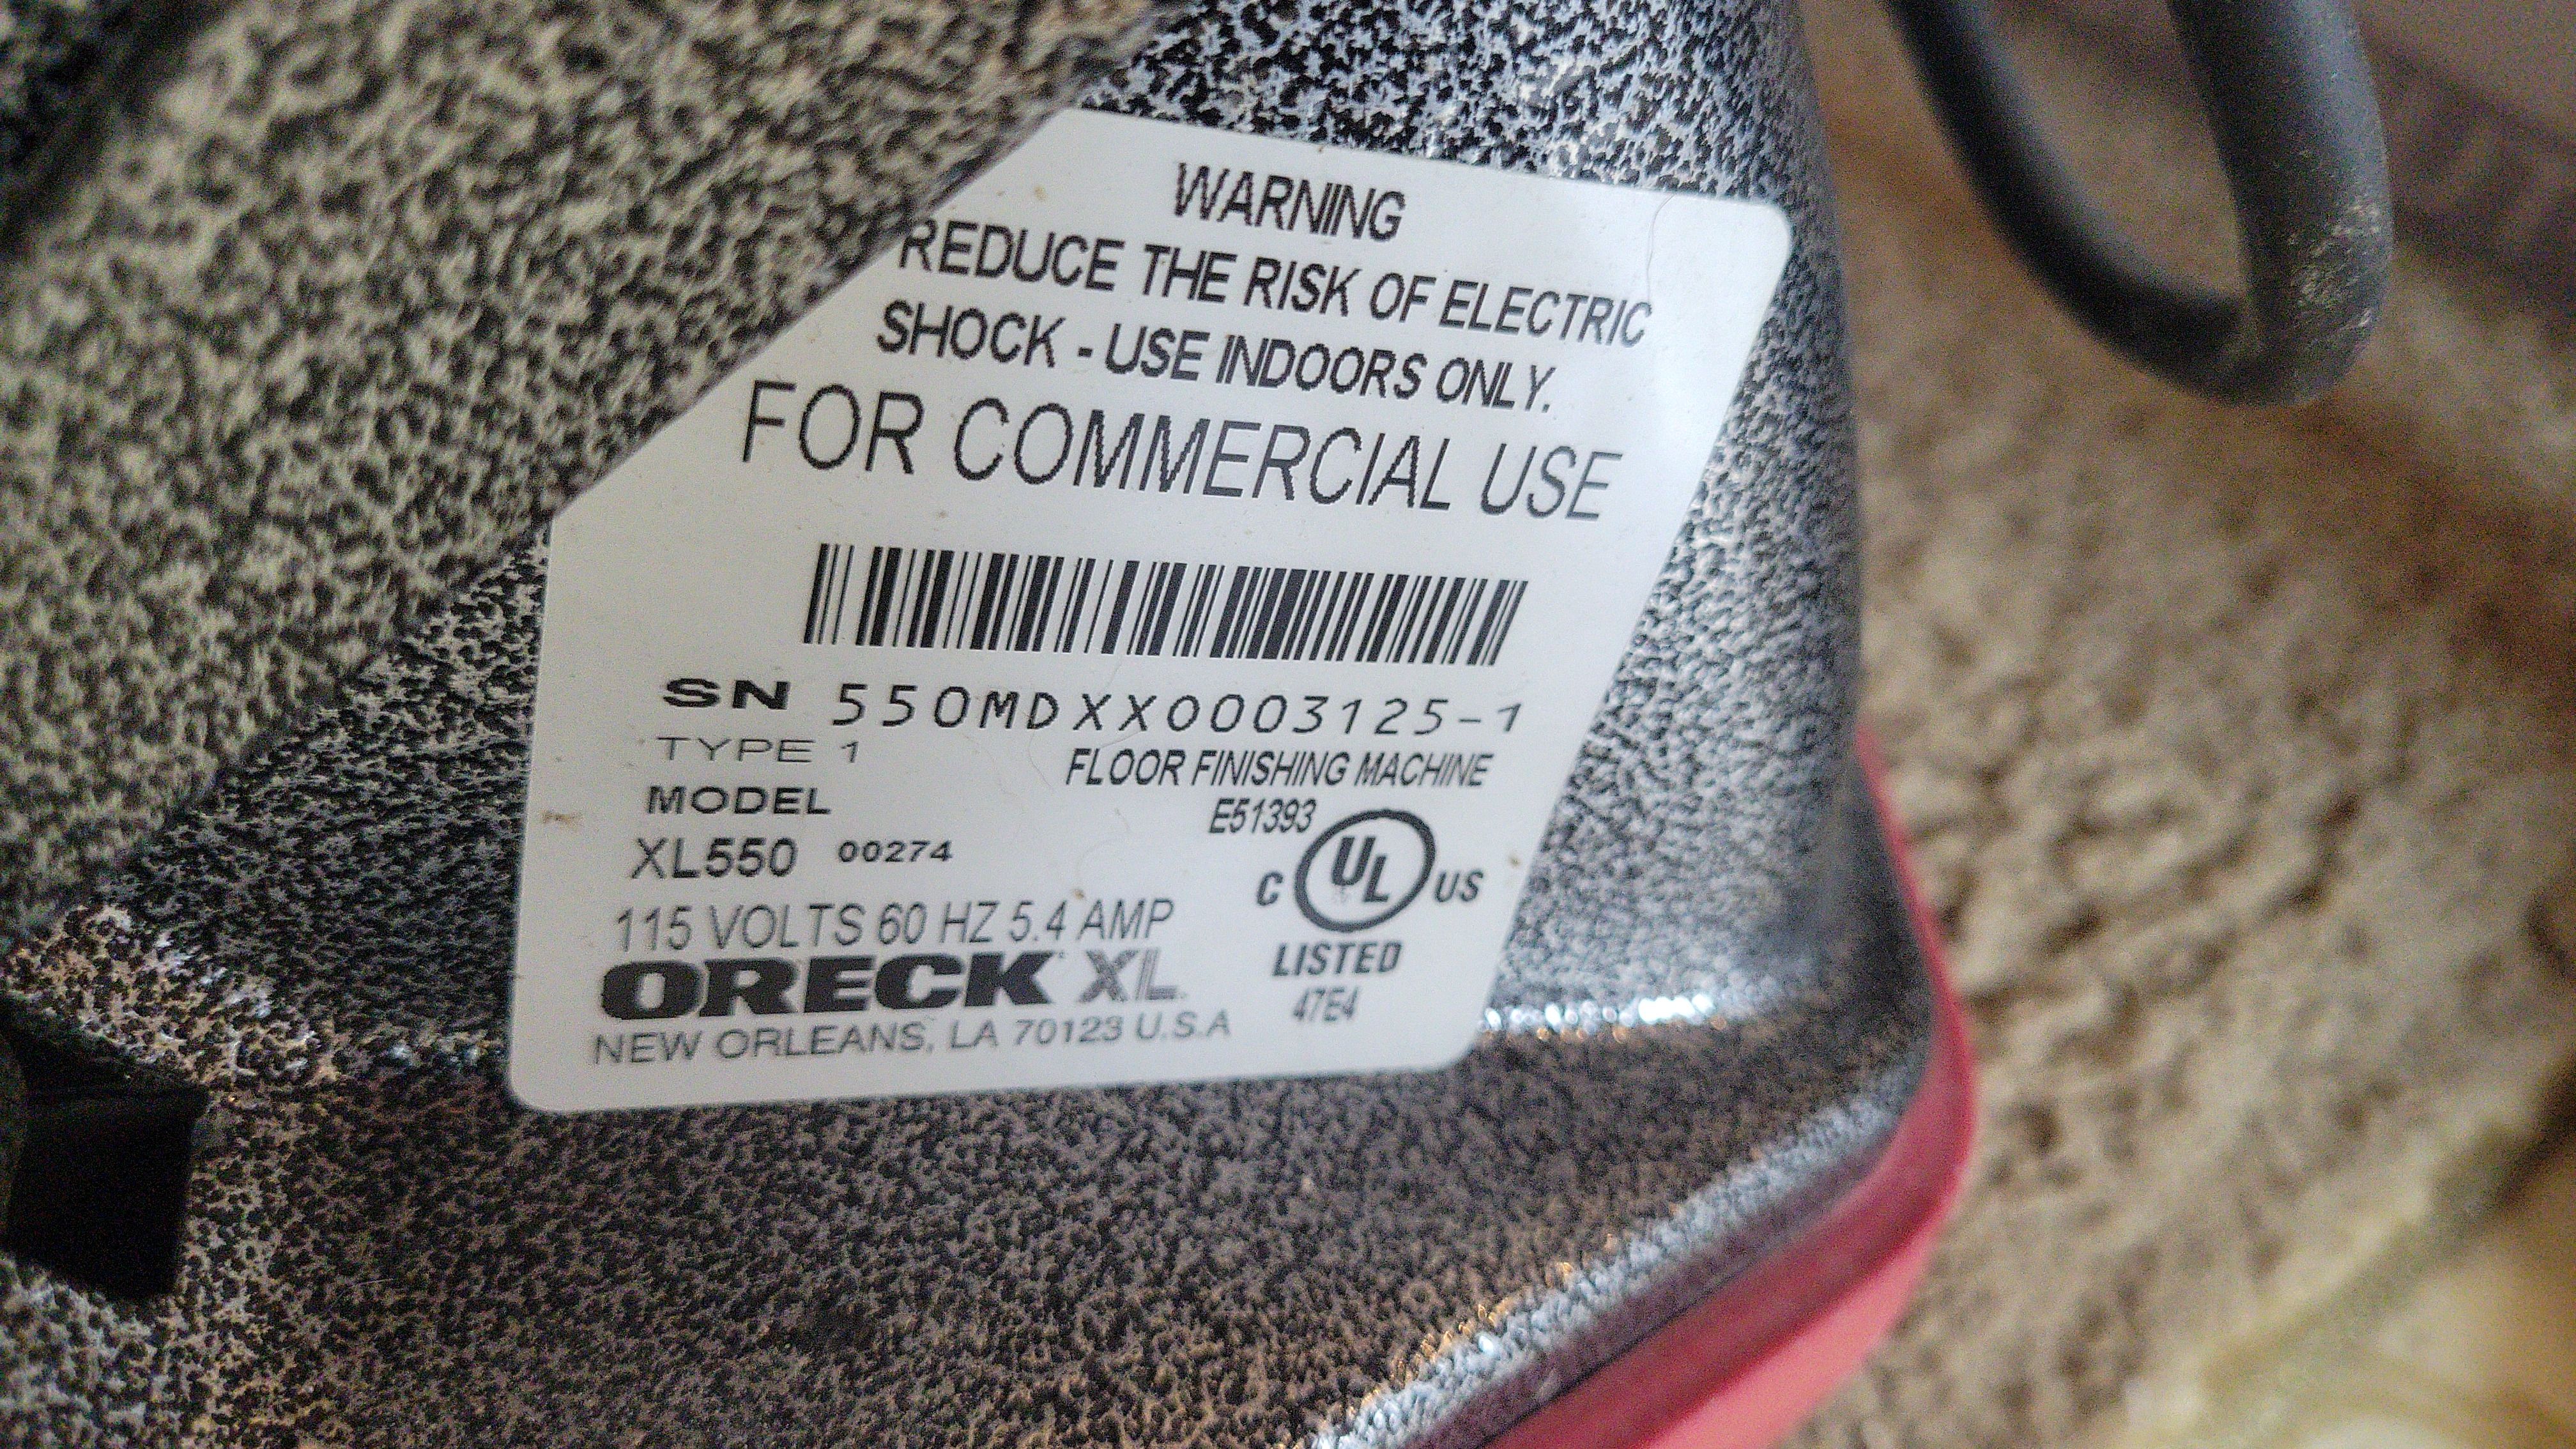 WARNING
REDUCE THE RISK OF ELECTRIC
SHOCK - USE INDOORS ONLY.
FOR COMMERCIAL USE
SN 550MDXX0003125-1
TYPE 1
FLOOR FINISHING MACHINE
MODEL
E51393
XL550 00274
C UL US
115 VOLTS 60 HZ 5.4 AMP
LISTED
ORECK XL
47E4
NEW ORLEANS, LA 70123 U.S.A